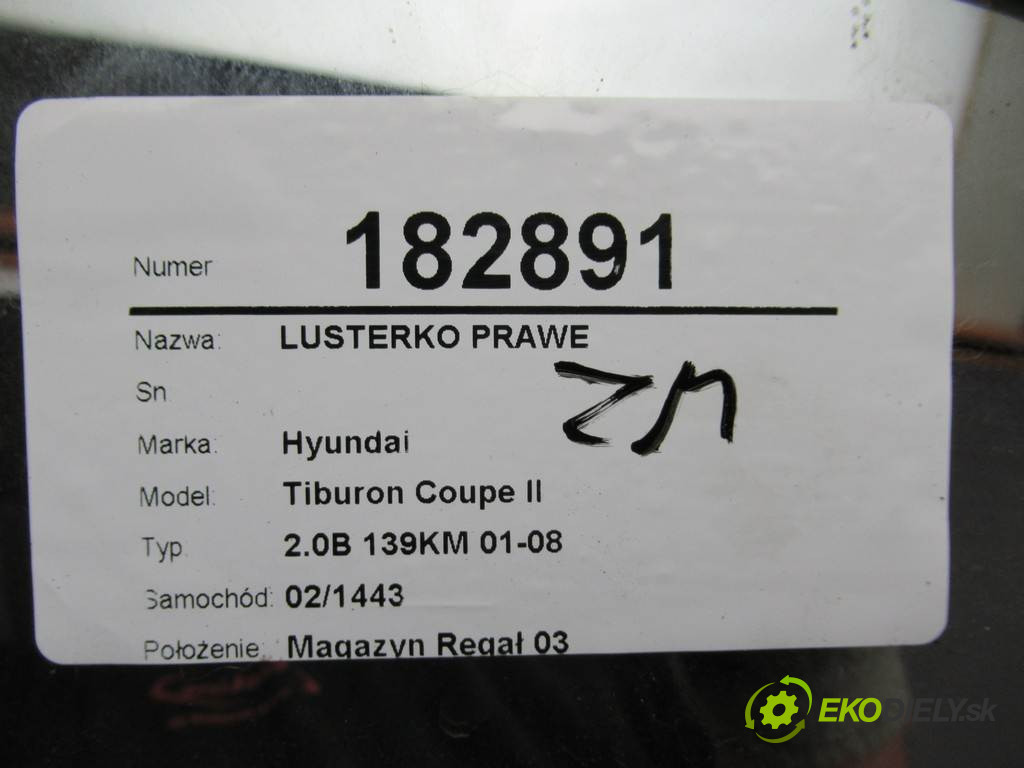 Numer 182891
Nazwa: LUSTERKO PRAWE
Sn
Marka: Hyundai
Model: Tiburon Coupe II
Typ 2.0B 139KM 01-08
Samochód: 02/1443
Położenie: Magazyn Regał 03
EKODIELY.sk